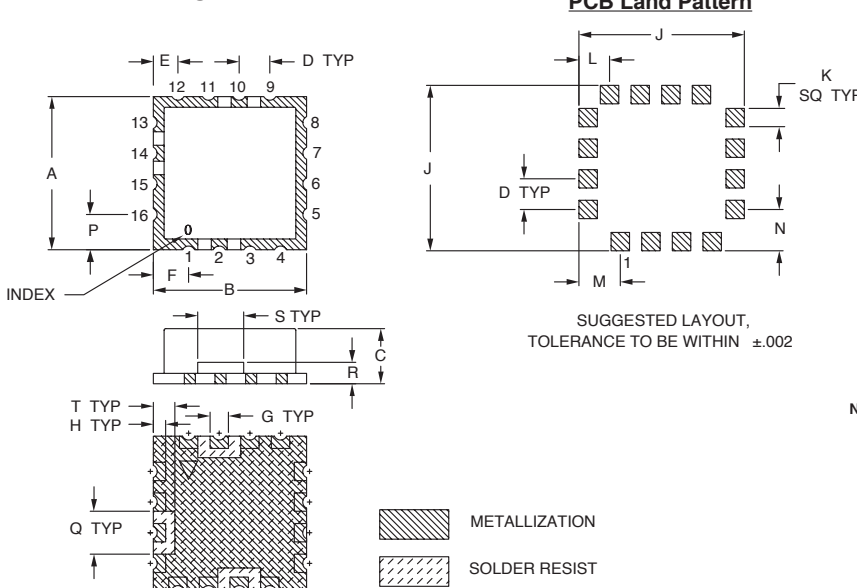 PCB Land Pattern
E
D TYP
12 11 10 9
13
14
15
16
8
7
6
5
A
P
0
1 2 3 4
F
B
INDEX
J
L
K
SQ TYP
J
D TYP
N
1
M
SUGGESTED LAYOUT,
TOLERANCE TO BE WITHIN ±.002
S TYP
C
R
T TYP
H TYP
G TYP
Q TYP
METALLIZATION
SOLDER RESIST